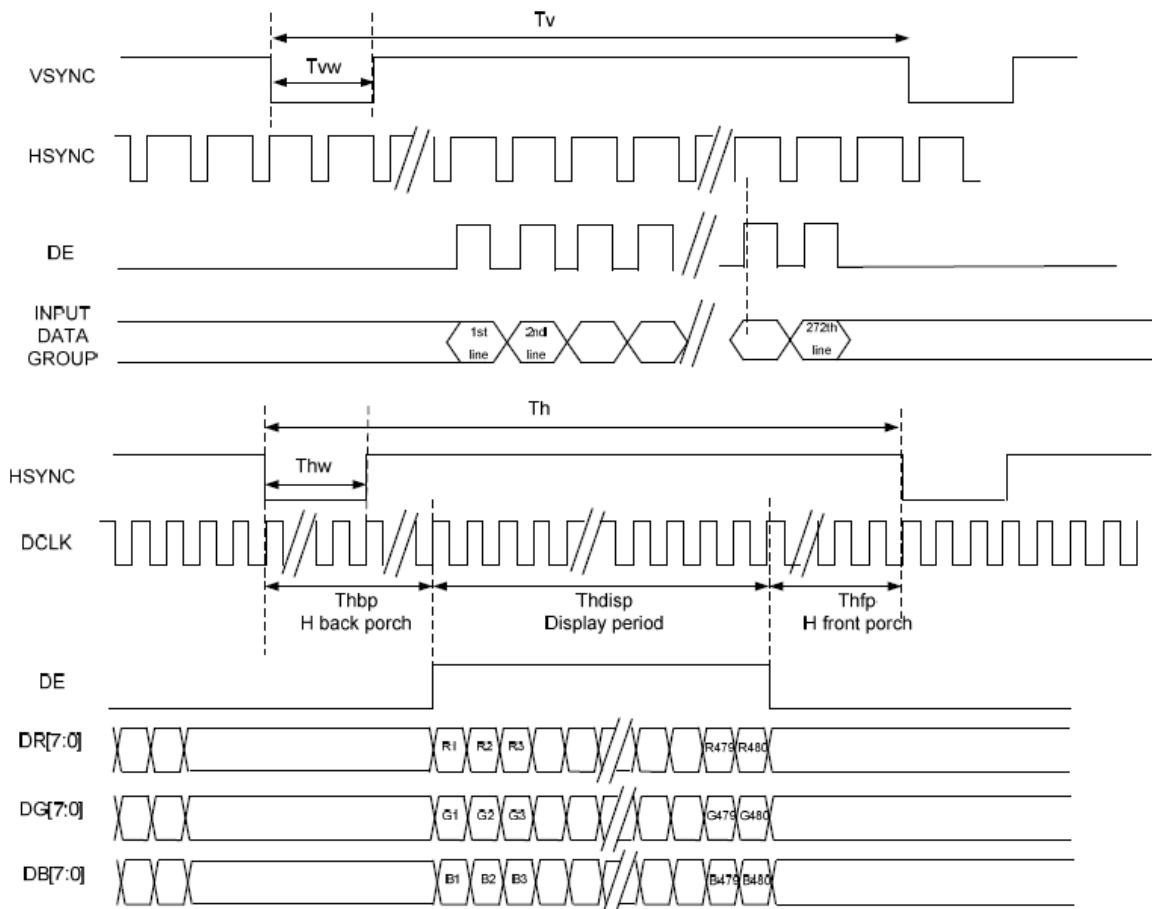 Tv
VSYNC
Tvw
HSYNC
DE
INPUT
DATA
GROUP
1st
line
2nd
line
272th
line
Th
HSYNC
Thw
DCLK
Thbp
H back porch
Thdisp
Display period
Thfp
H front porch
DE
DR[7:0]
R1 R2 R3 R479 R480
DG[7:0]
G1 G2 G3 G479 G480
DB[7:0]
B1 B2 B3 B479 B480